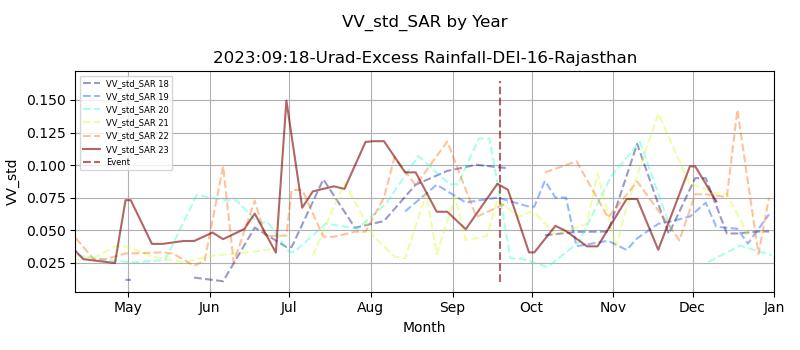 VV_std_SAR by Year
2023:09:18-Urad-Excess Rainfall-DEI-16-Rajasthan
VV_std_SAR 18
VV_std_SAR 19
VV_std_SAR 20
VV_std_SAR 21
VV_std_SAR 22
VV_std_SAR 23
Event
0.150
0.125
0.100
0.075
0.050
0.025
VV_std
May Jun Jul Aug Sep Oct Nov Dec Jan
Month